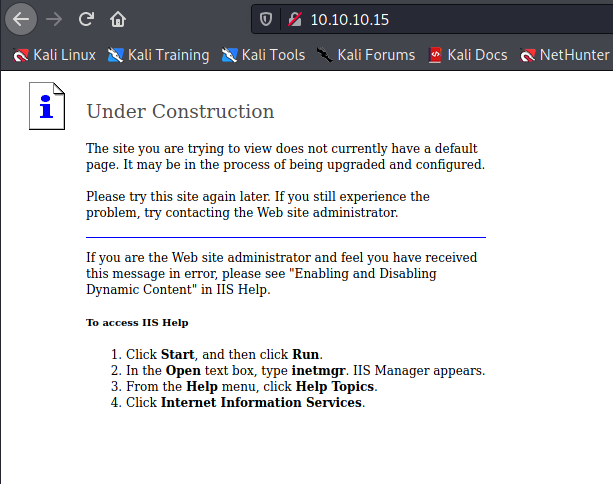 10.10.10.15
Kali Linux Kali Training Kali Tools Kali Forums Kali Docs NetHunter
Under Construction
The site you are trying to view does not currently have a default
page. It may be in the process of being upgraded and configured.
Please try this site again later. If you still experience the
problem, try contacting the Web site administrator.
If you are the Web site administrator and feel you have received
this message in error, please see "Enabling and Disabling
Dynamic Content" in IIS Help.
To access IIS Help
1. Click Start, and then click Run.
2. In the Open text box, type inetmgr. IIS Manager appears.
3. From the Help menu, click Help Topics.
4. Click Internet Information Services.